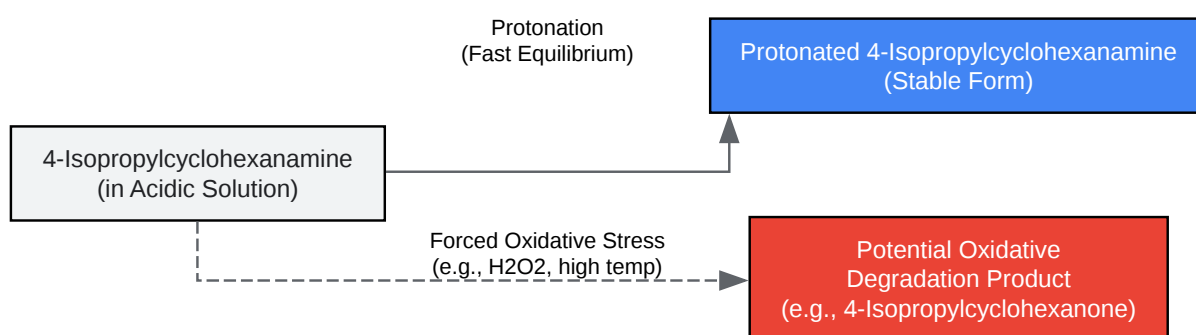 Protonation
(Fast Equilibrium)
Protonated 4-Isopropylcyclohexanamine
(Stable Form)
4-Isopropylcyclohexanamine
(in Acidic Solution)
Forced Oxidative Stress
(e.g., H2O2, high temp)
Potential Oxidative
Degradation Product
(e.g., 4-Isopropylcyclohexanone)